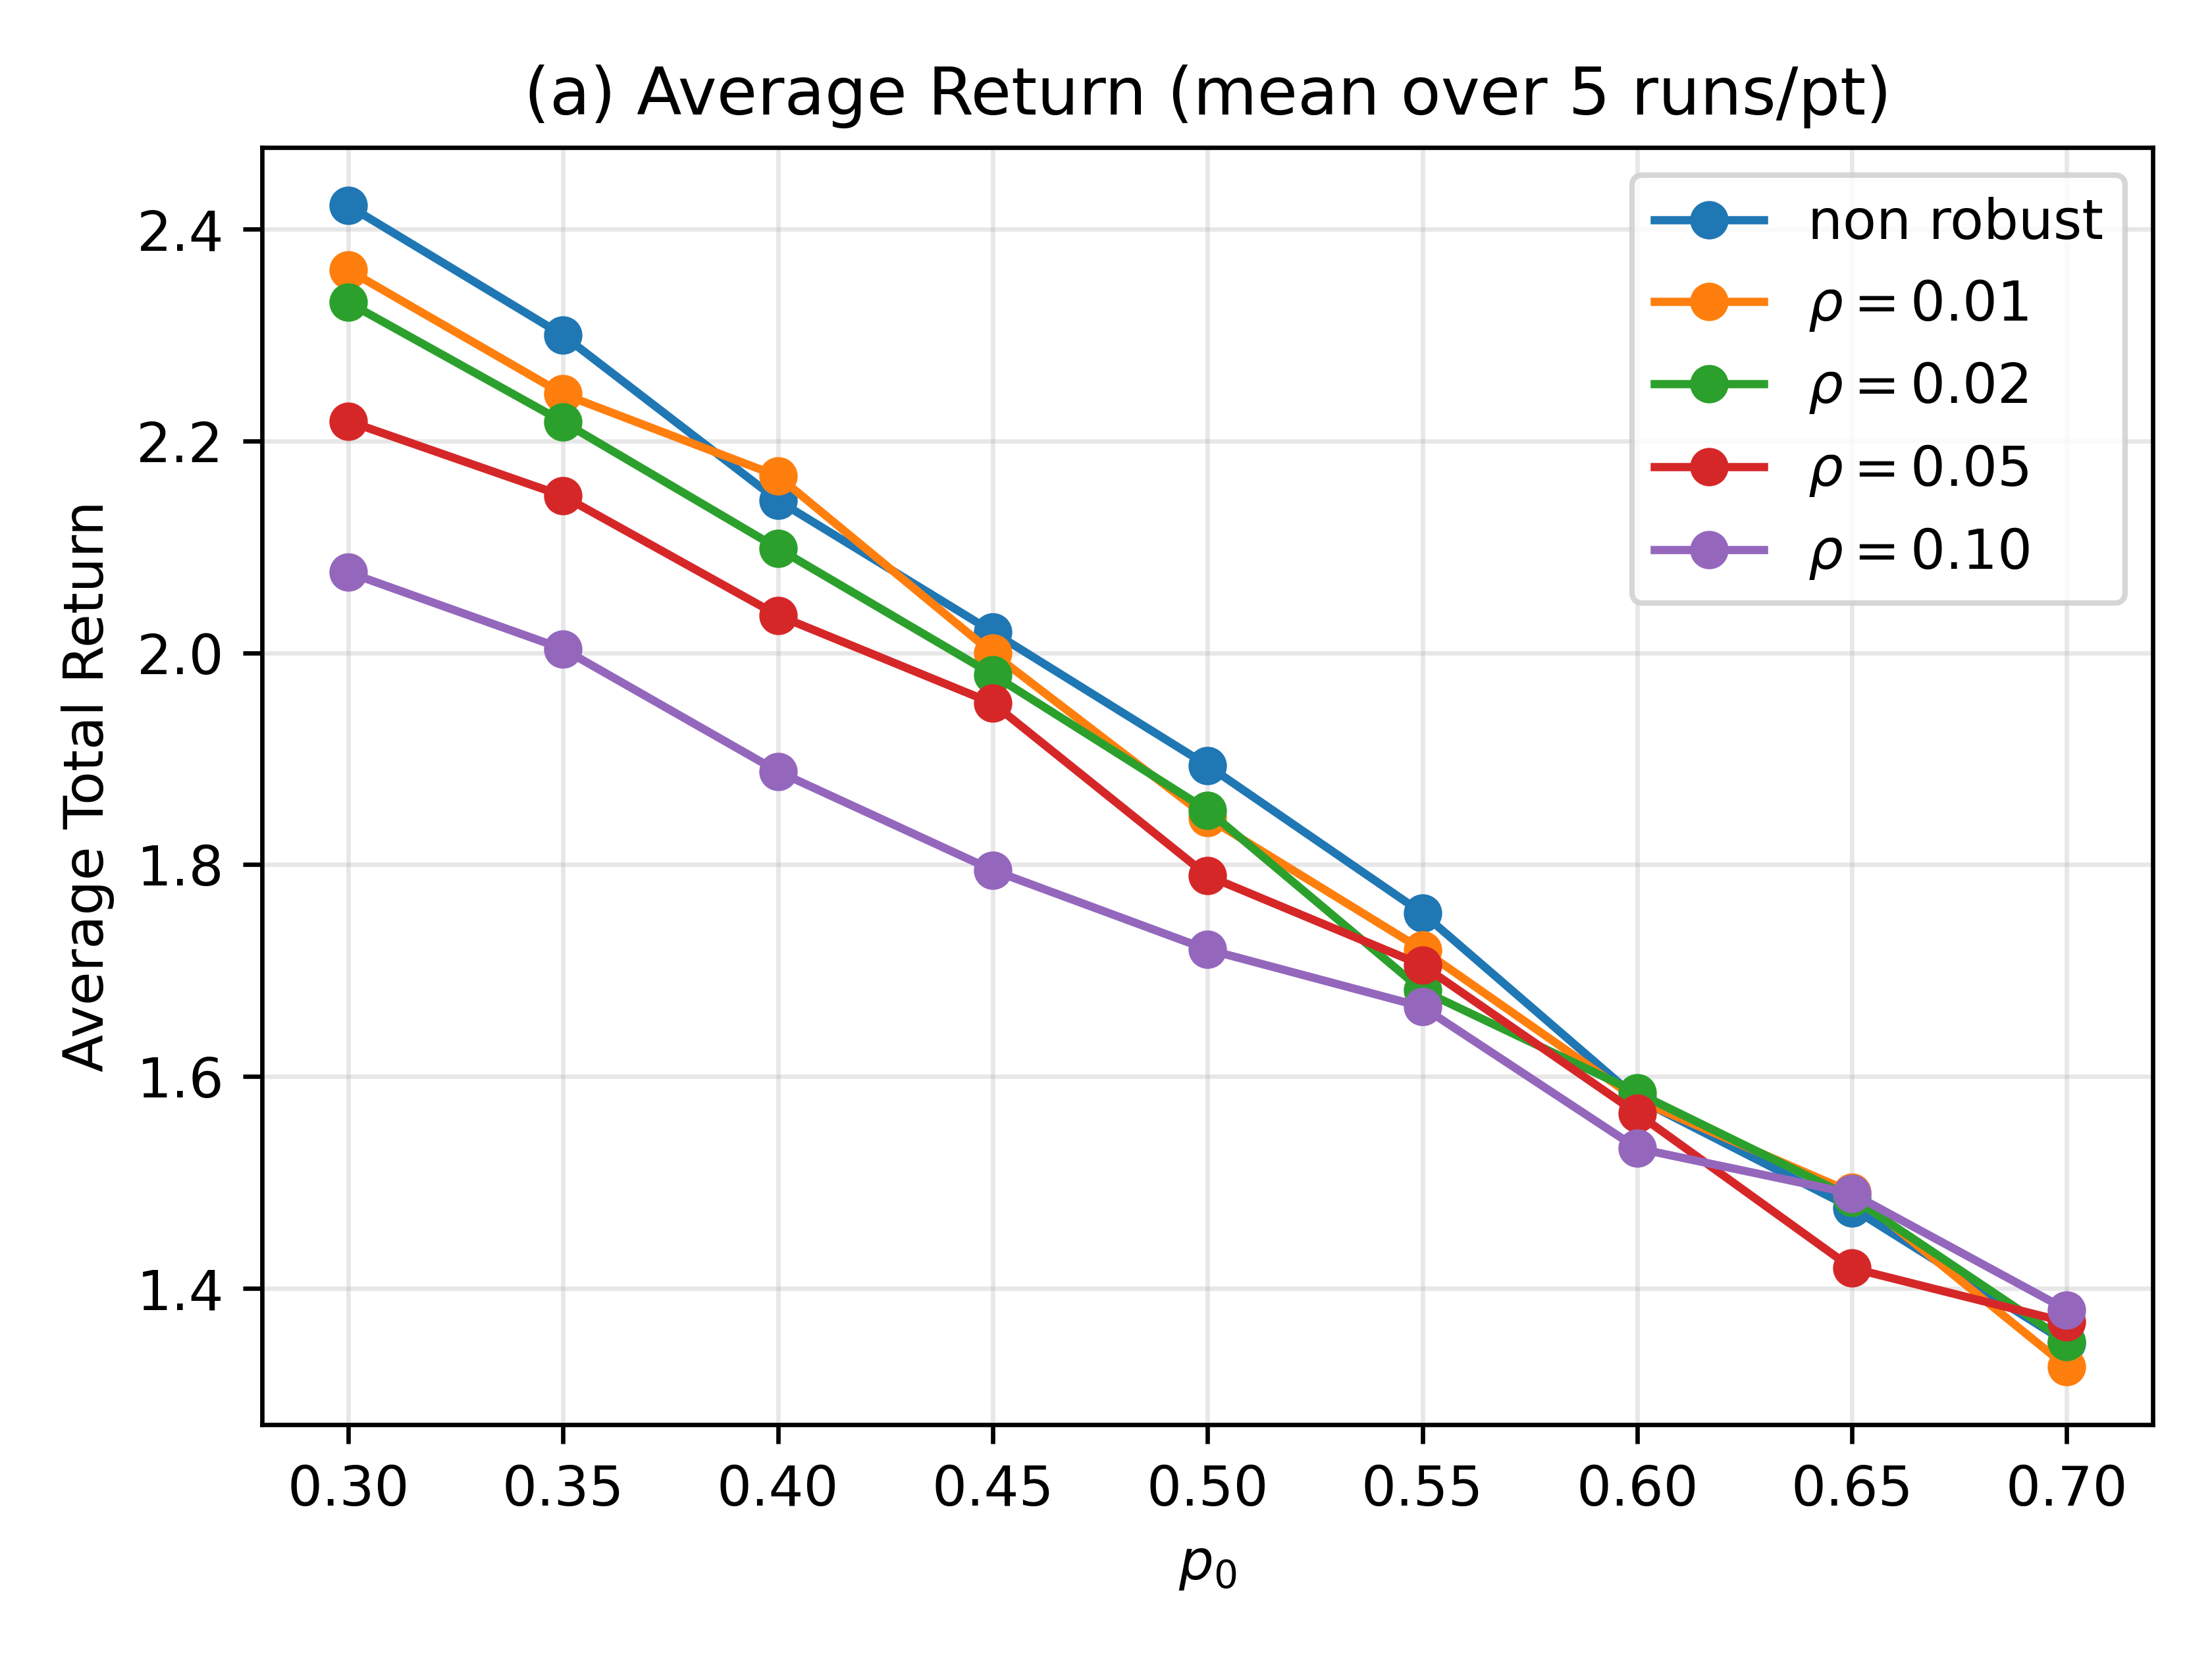 (a) Average Return (mean over 5 runs/pt)
non robust
ρ = 0.01
ρ = 0.02
ρ = 0.05
ρ = 0.10
Average Total Return
2.4
2.2
2.0
1.8
1.6
1.4
0.30 0.35 0.40 0.45 0.50 0.55 0.60 0.65 0.70
p₀